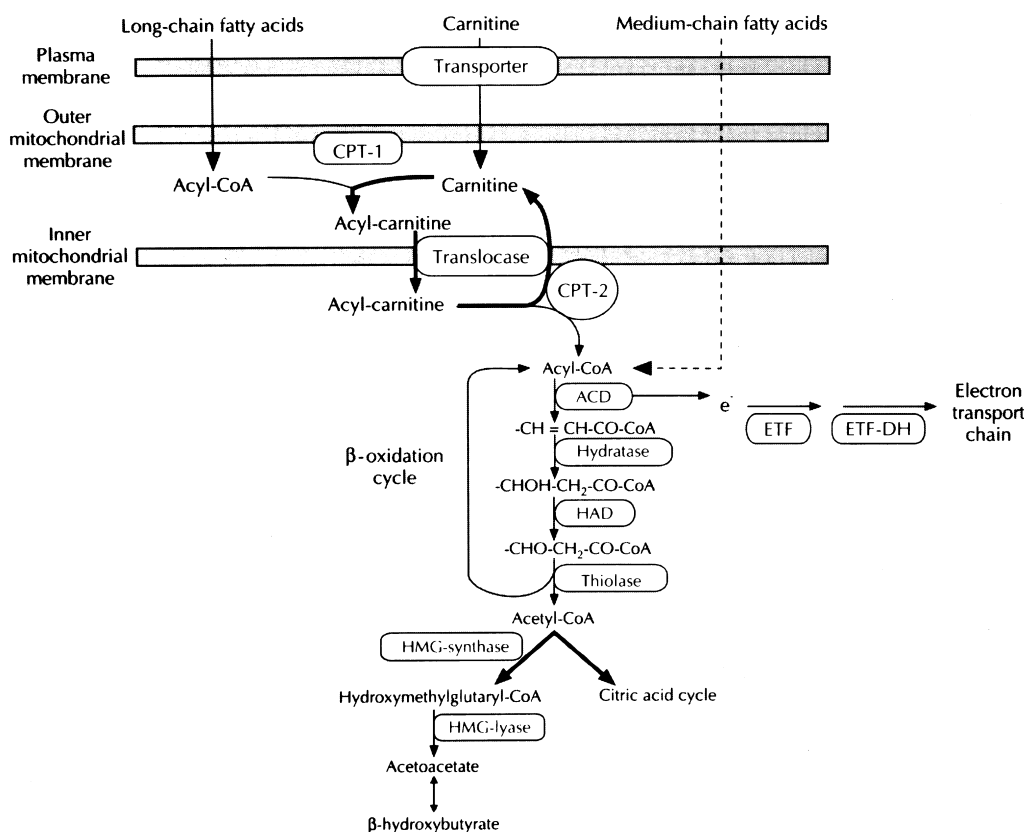 Long-chain fatty acids
Carnitine
Medium-chain fatty acids
Plasma
membrane
Transporter
Outer
mitochondrial
membrane
CPT-1
Acyl-CoA
Carnitine
Acyl-carnitine
Inner
mitochondrial
membrane
Translocase
CPT-2
Acyl-carnitine
Acyl-CoA
ACD
e-
ETF
ETF-DH
Electron
transport
chain
-CH = CH-CO-CoA
Hydratase
β-oxidation
cycle
-CHOH-CH₂-CO-CoA
HAD
-CHO-CH₂-CO-CoA
Thiolase
Acetyl-CoA
HMG-synthase
Hydroxymethylglutaryl-CoA
Citric acid cycle
HMG-lyase
Acetoacetate
β-hydroxybutyrate